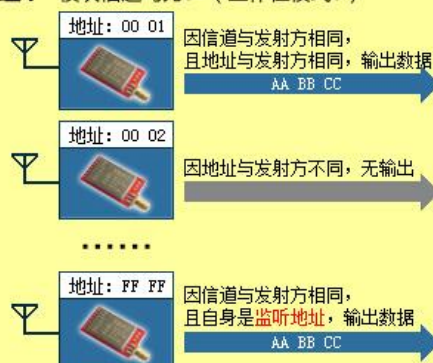 地址: 00 01
因信道与发射方相同，
且地址与发射方相同，输出数据
AA BB CC
地址: 00 02
因地址与发射方不同，无输出
......
地址: FF FF
因信道与发射方相同，
且自身是监听地址，输出数据
AA BB CC